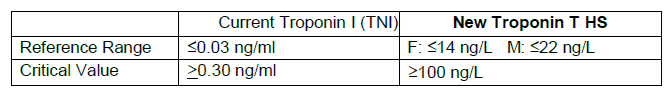 Current Troponin I (TNI) New Troponin T HS
Reference Range ≤0.03 ng/ml F: ≤14 ng/L M: ≤22 ng/L
Critical Value ≥0.30 ng/ml ≥100 ng/L